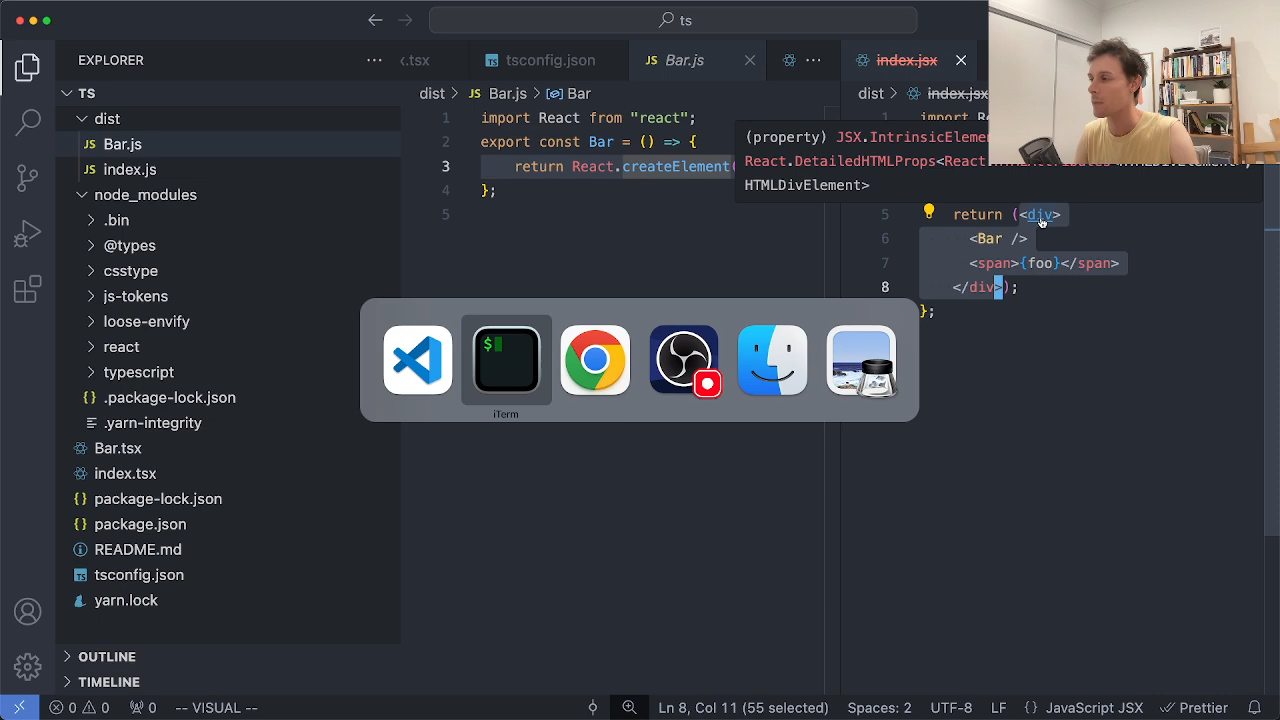 ts
EXPLORER
TS
dist
Bar.js
index.js
node_modules
.bin
@types
csstype
js-tokens
loose-envify
react
typescript
.package-lock.json
.yarn-integrity
Bar.tsx
index.tsx
package-lock.json
package.json
README.md
tsconfig.json
yarn.lock
OUTLINE
TIMELINE
.tsx
TS tsconfig.json
JS Bar.js
dist > JS Bar.js > Bar
1 import React from "react";
2 export const Bar = () => {
3 return React.createElement(
4 };
5
index.jsx
dist > index.jsx
(property) JSX.IntrinsicElemen
React.DetailedHTMLProps<React
HTMLDivElement>
5 return (<div>
6 <Bar />
7 <span>{foo}</span>
8 </div>);
};
$
iTerm
0 0 0 -- VISUAL -- Ln 8, Col 11 (55 selected) Spaces: 2 UTF-8 LF {} JavaScript JSX Prettier